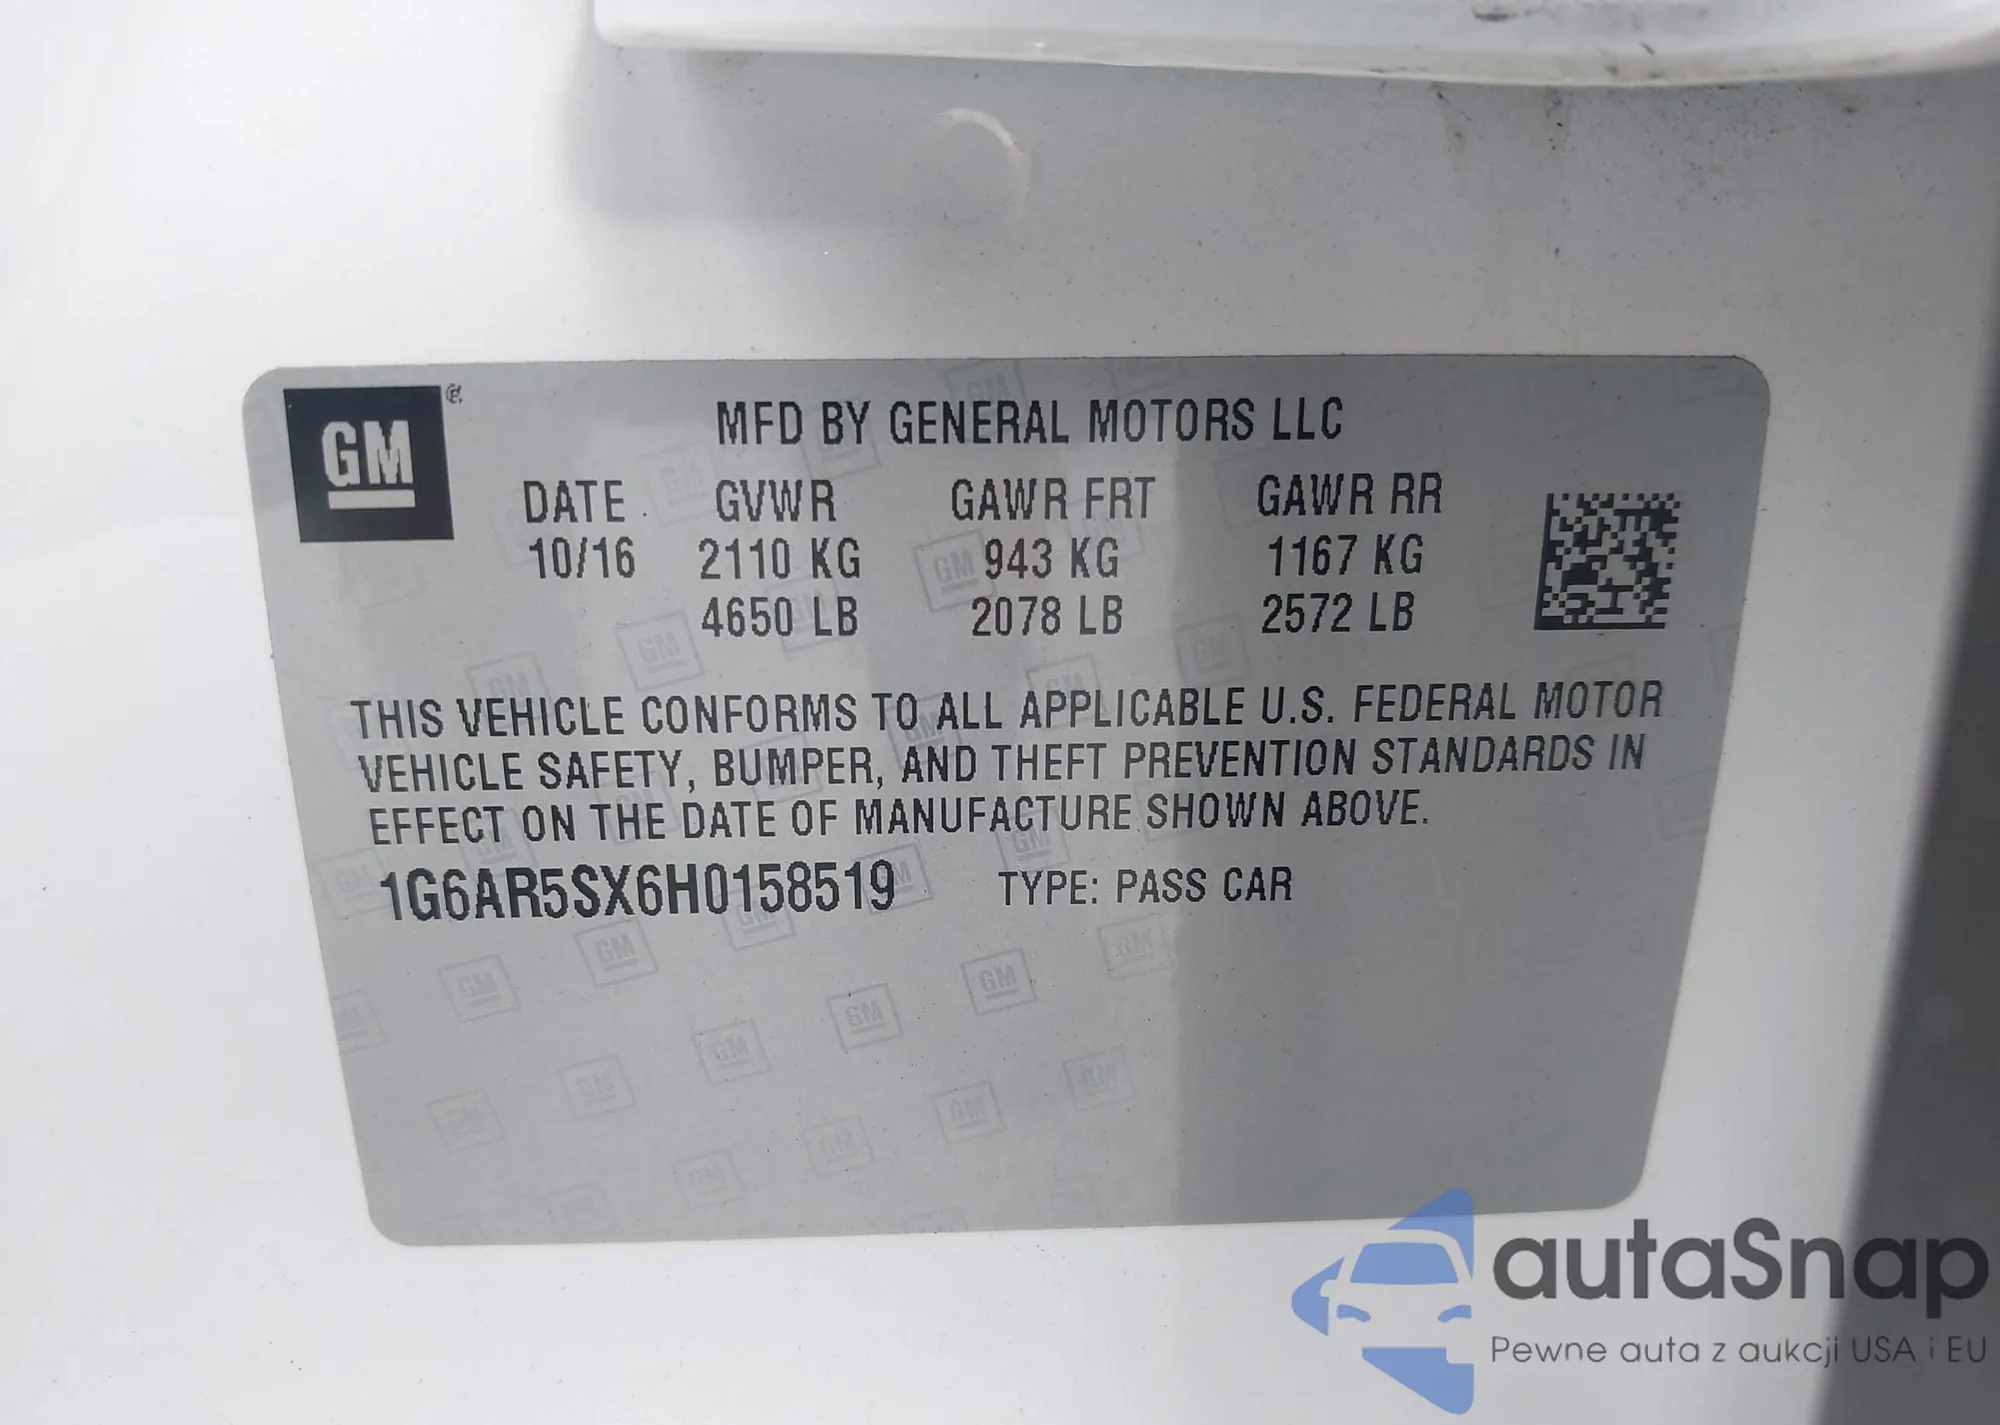 GM
MFD BY GENERAL MOTORS LLC
DATE GVWR GAWR FRT GAWR RR
10/16 2110 KG 943 KG 1167 KG
4650 LB 2078 LB 2572 LB
THIS VEHICLE CONFORMS TO ALL APPLICABLE U.S. FEDERAL MOTOR
VEHICLE SAFETY, BUMPER, AND THEFT PREVENTION STANDARDS IN
EFFECT ON THE DATE OF MANUFACTURE SHOWN ABOVE.
1G6AR5SX6H0158519 TYPE: PASS CAR
autaSnap
Pewne auta z aukcji USA i EU